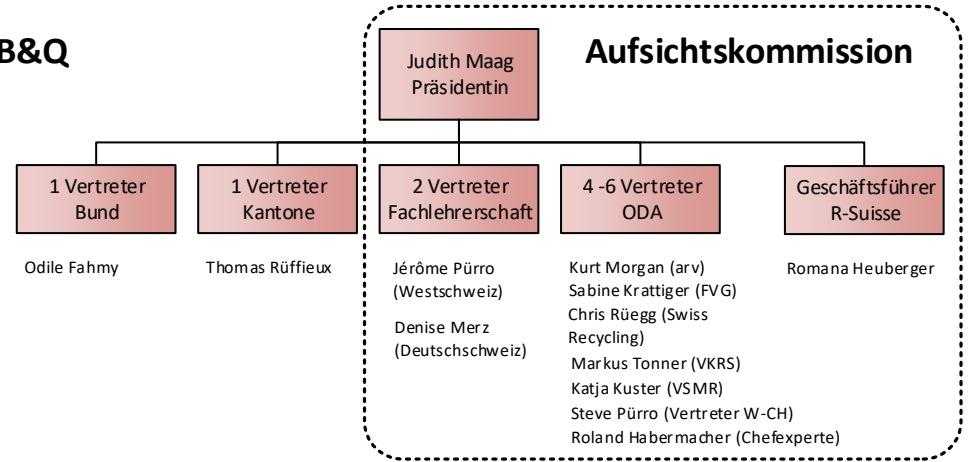 B&Q
Aufsichtskommission
Judith Maag
Präsidentin
1 Vertreter
Bund
1 Vertreter
Kantone
2 Vertreter
Fachlehrerschaft
4 -6 Vertreter
ODA
Geschäftsführer
R-Suisse
Odile Fahmy
Thomas Rüffieux
Jérôme Pürro
(Westschweiz)
Denise Merz
(Deutschschweiz)
Kurt Morgan (arv)
Sabine Krattiger (FVG)
Chris Rüegg (Swiss
Recycling)
Markus Tonner (VKRS)
Katja Kuster (VSMR)
Steve Pürro (Vertreter W-CH)
Roland Habermacher (Chefexperte)
Romana Heuberger